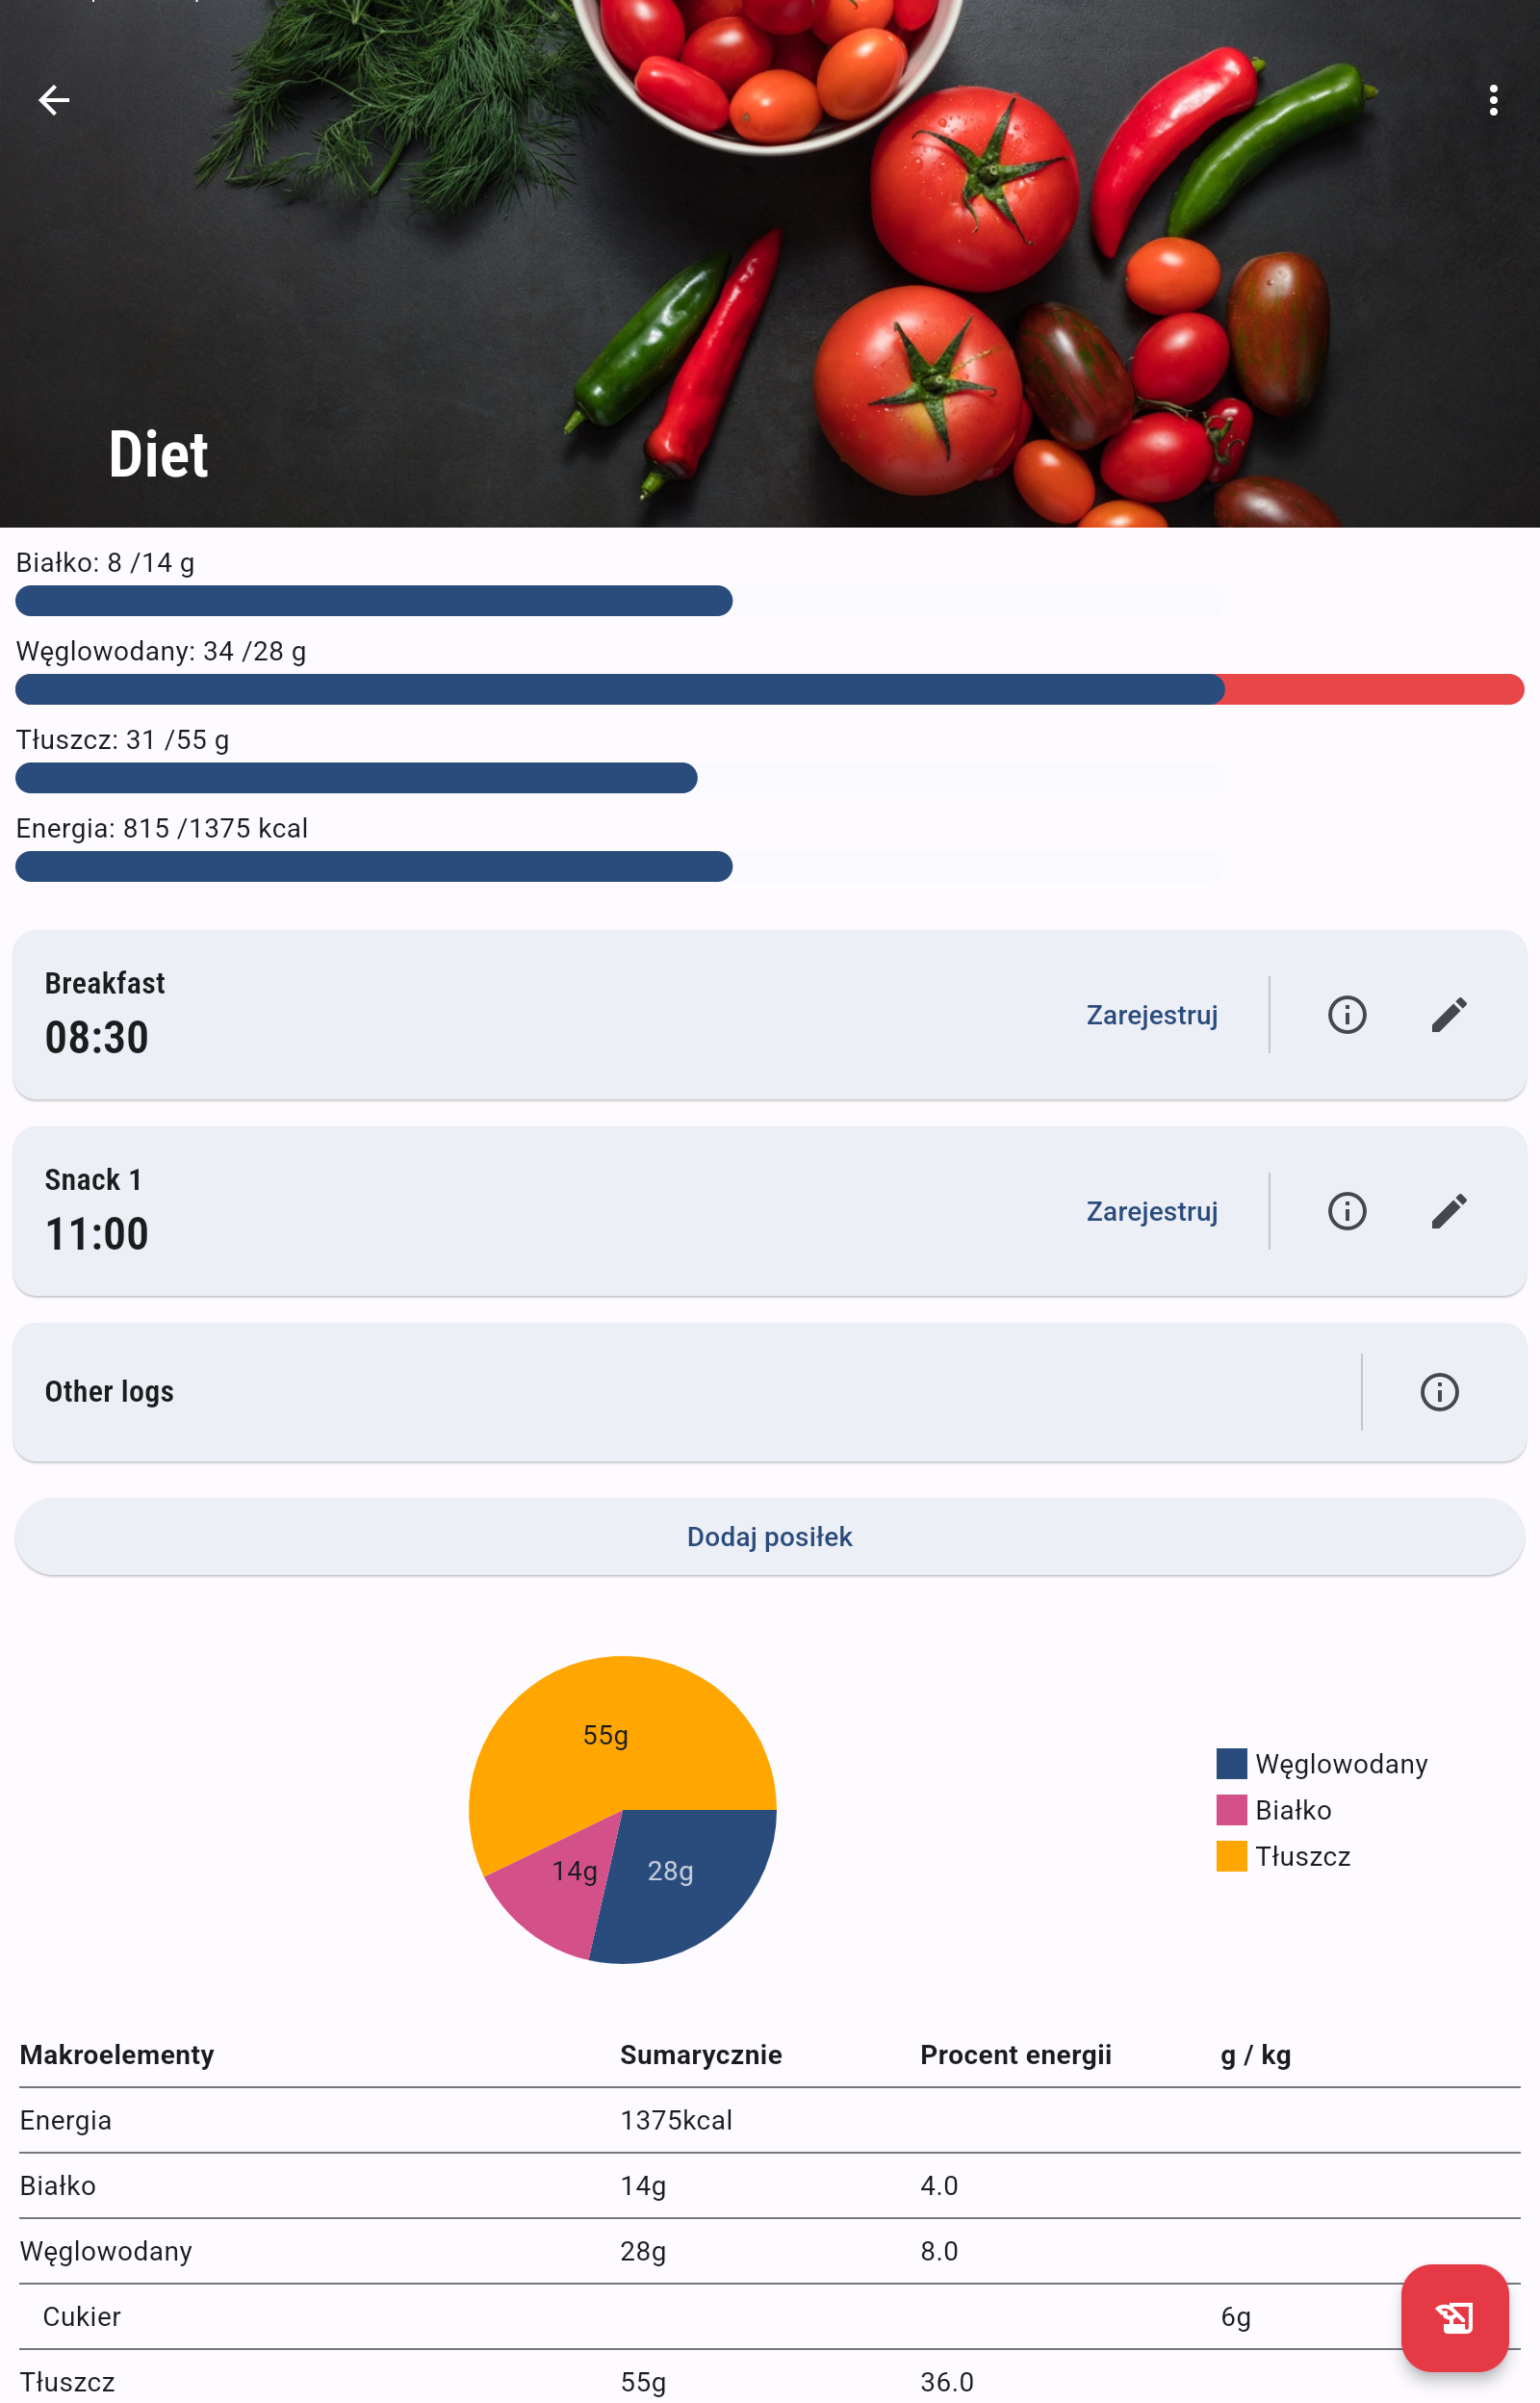 Diet
Białko: 8 /14 g
Węglowodany: 34 /28 g
Tłuszcz: 31 /55 g
Energia: 815 /1375 kcal
Breakfast
08:30
Zarejestruj
Snack 1
11:00
Zarejestruj
Other logs
Dodaj posiłek
55g
14g
28g
Węglowodany
Białko
Tłuszcz
Makroelementy Sumarycznie Procent energii g / kg
Energia 1375kcal
Białko 14g 4.0
Węglowodany 28g 8.0
Cukier 6g
Tłuszcz 55g 36.0